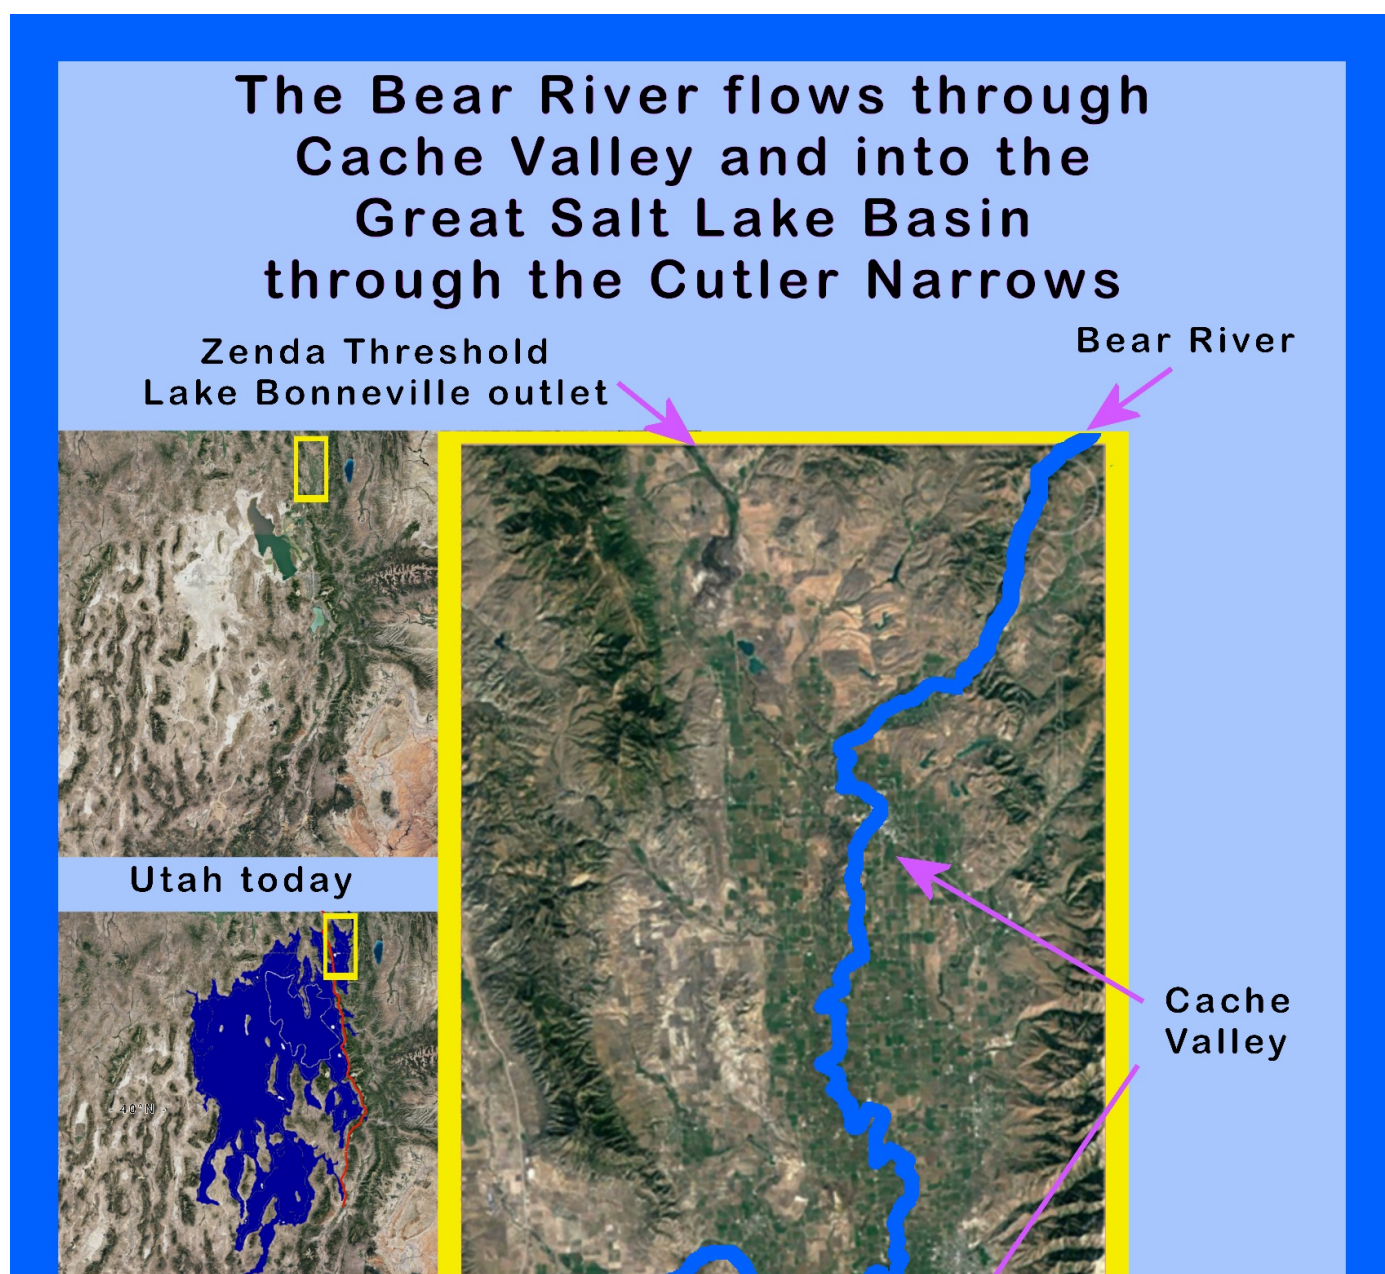 The Bear River flows through
Cache Valley and into the
Great Salt Lake Basin
through the Cutler Narrows
Zenda Threshold
Lake Bonneville outlet
Bear River
Utah today
Cache
Valley
40°N